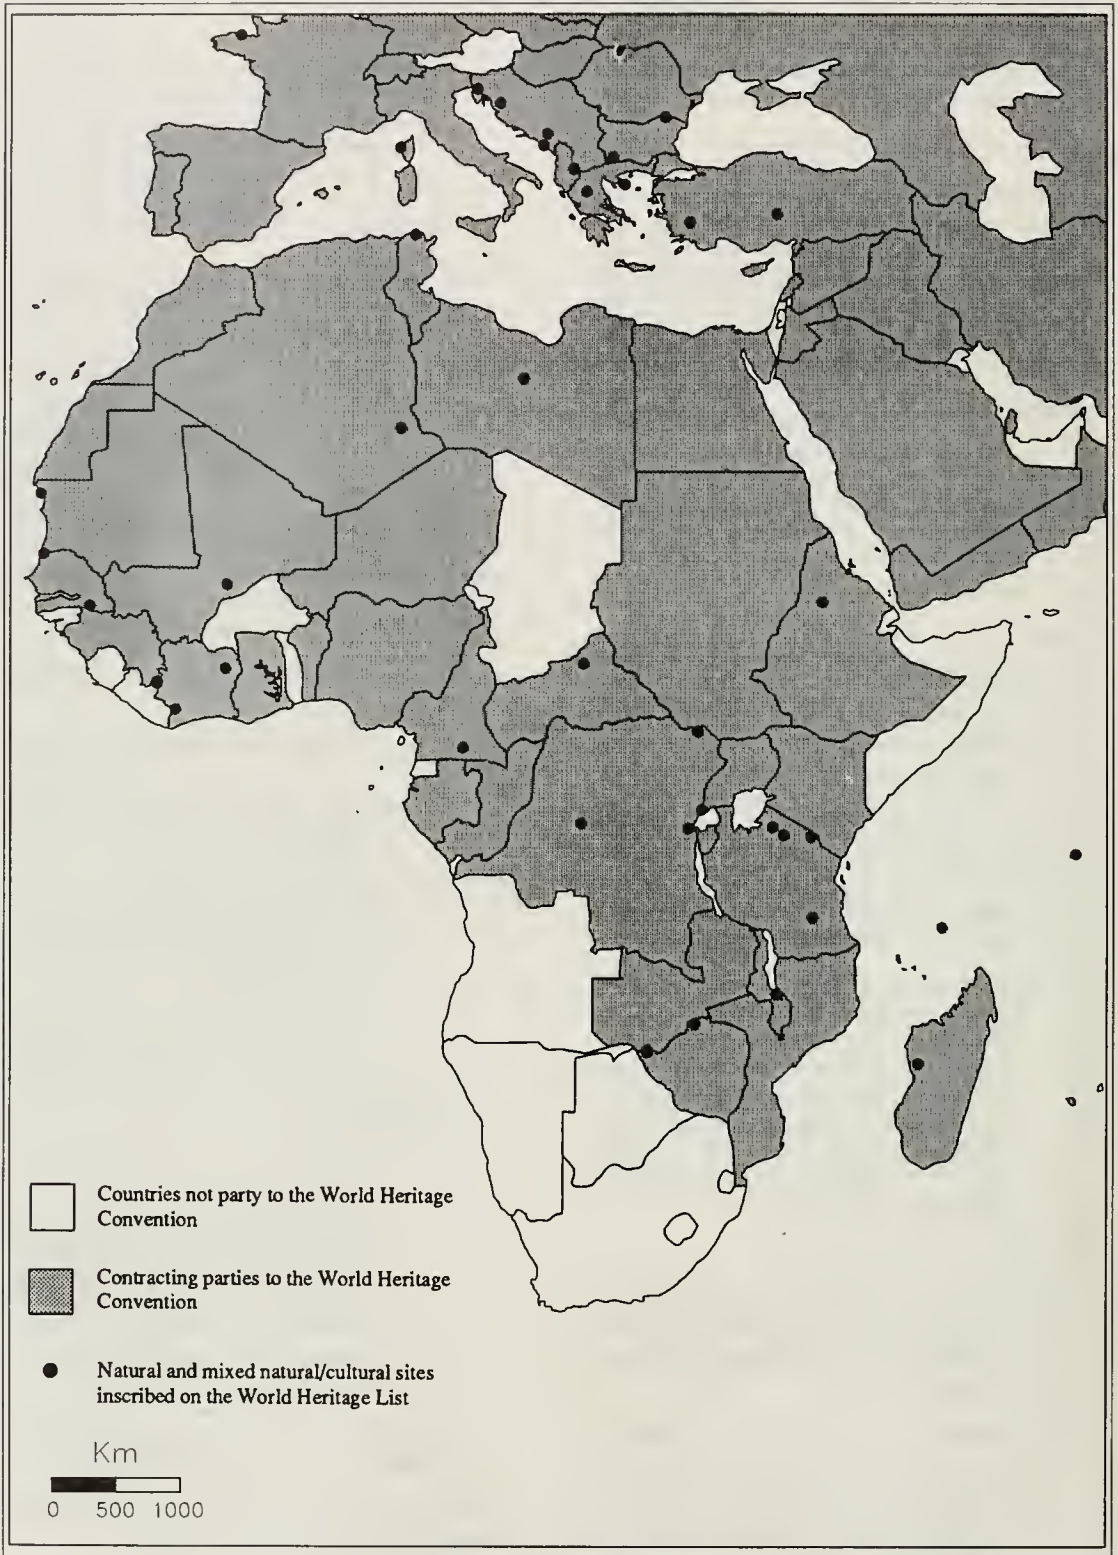 Countries not party to the World Heritage
Convention
Contracting parties to the World Heritage
Convention
Natural and mixed natural/cultural sites
inscribed on the World Heritage List
Km
0 500 1000